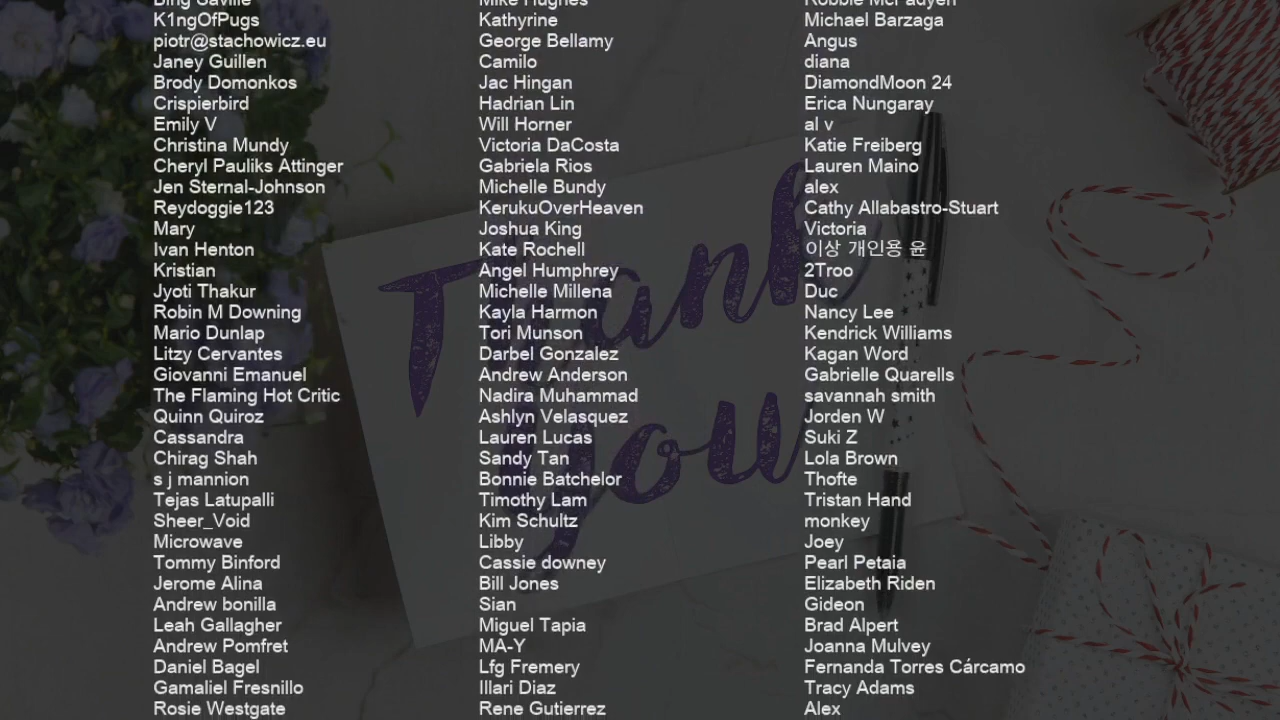 Mike Hughes
K1ngOfPugs
piotr@stachowicz.eu
Janey Guillen
Brody Domonkos
Crispierbird
Emily V
Christina Mundy
Cheryl Pauliks Attinger
Jen Sternal-Johnson
Reydoggie123
Mary
Ivan Henton
Kristian
Jyoti Thakur
Robin M Downing
Mario Dunlap
Litzy Cervantes
Giovanni Emanuel
The Flaming Hot Critic
Quinn Quiroz
Cassandra
Chirag Shah
s j mannion
Tejas Latupalli
Sheer_Void
Microwave
Tommy Binford
Jerome Alina
Andrew bonilla
Leah Gallagher
Andrew Pomfret
Daniel Bagel
Gamaliel Fresnillo
Rosie Westgate
Kathyrine
George Bellamy
Camilo
Jac Hingan
Hadrian Lin
Will Horner
Victoria DaCosta
Gabriela Rios
Michelle Bundy
KerukuOverHeaven
Joshua King
Kate Rochell
Angel Humphrey
Michelle Millena
Kayla Harmon
Tori Munson
Darbel Gonzalez
Andrew Anderson
Nadira Muhammad
Ashlyn Velasquez
Lauren Lucas
Sandy Tan
Bonnie Batchelor
Timothy Lam
Kim Schultz
Libby
Cassie downey
Bill Jones
Sian
Miguel Tapia
MA-Y
Lfg Fremery
Illari Diaz
Rene Gutierrez
Michael Barzaga
Angus
diana
DiamondMoon 24
Erica Nungaray
al v
Katie Freiberg
Lauren Maino
alex
Cathy Allabastro-Stuart
Victoria
이상 개인용 윤
2Troo
Duc
Nancy Lee
Kendrick Williams
Kagan Word
Gabrielle Quarells
savannah smith
Jorden W
Suki Z
Lola Brown
Thofte
Tristan Hand
monkey
Joey
Pearl Petaia
Elizabeth Riden
Gideon
Brad Alpert
Joanna Mulvey
Fernanda Torres Cárcamo
Tracy Adams
Alex
Thank
you